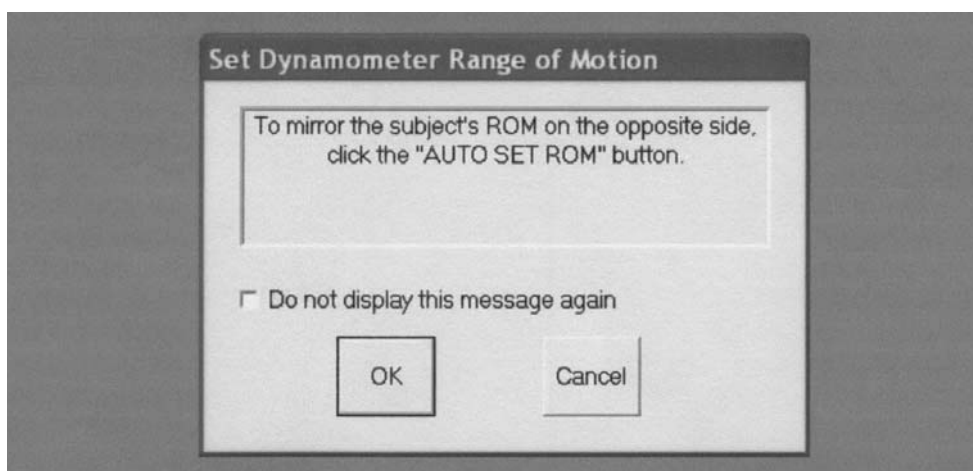 Set Dynamometer Range of Motion
To mirror the subject's ROM on the opposite side,
click the "AUTO SET ROM" button.
Do not display this message again
OK
Cancel